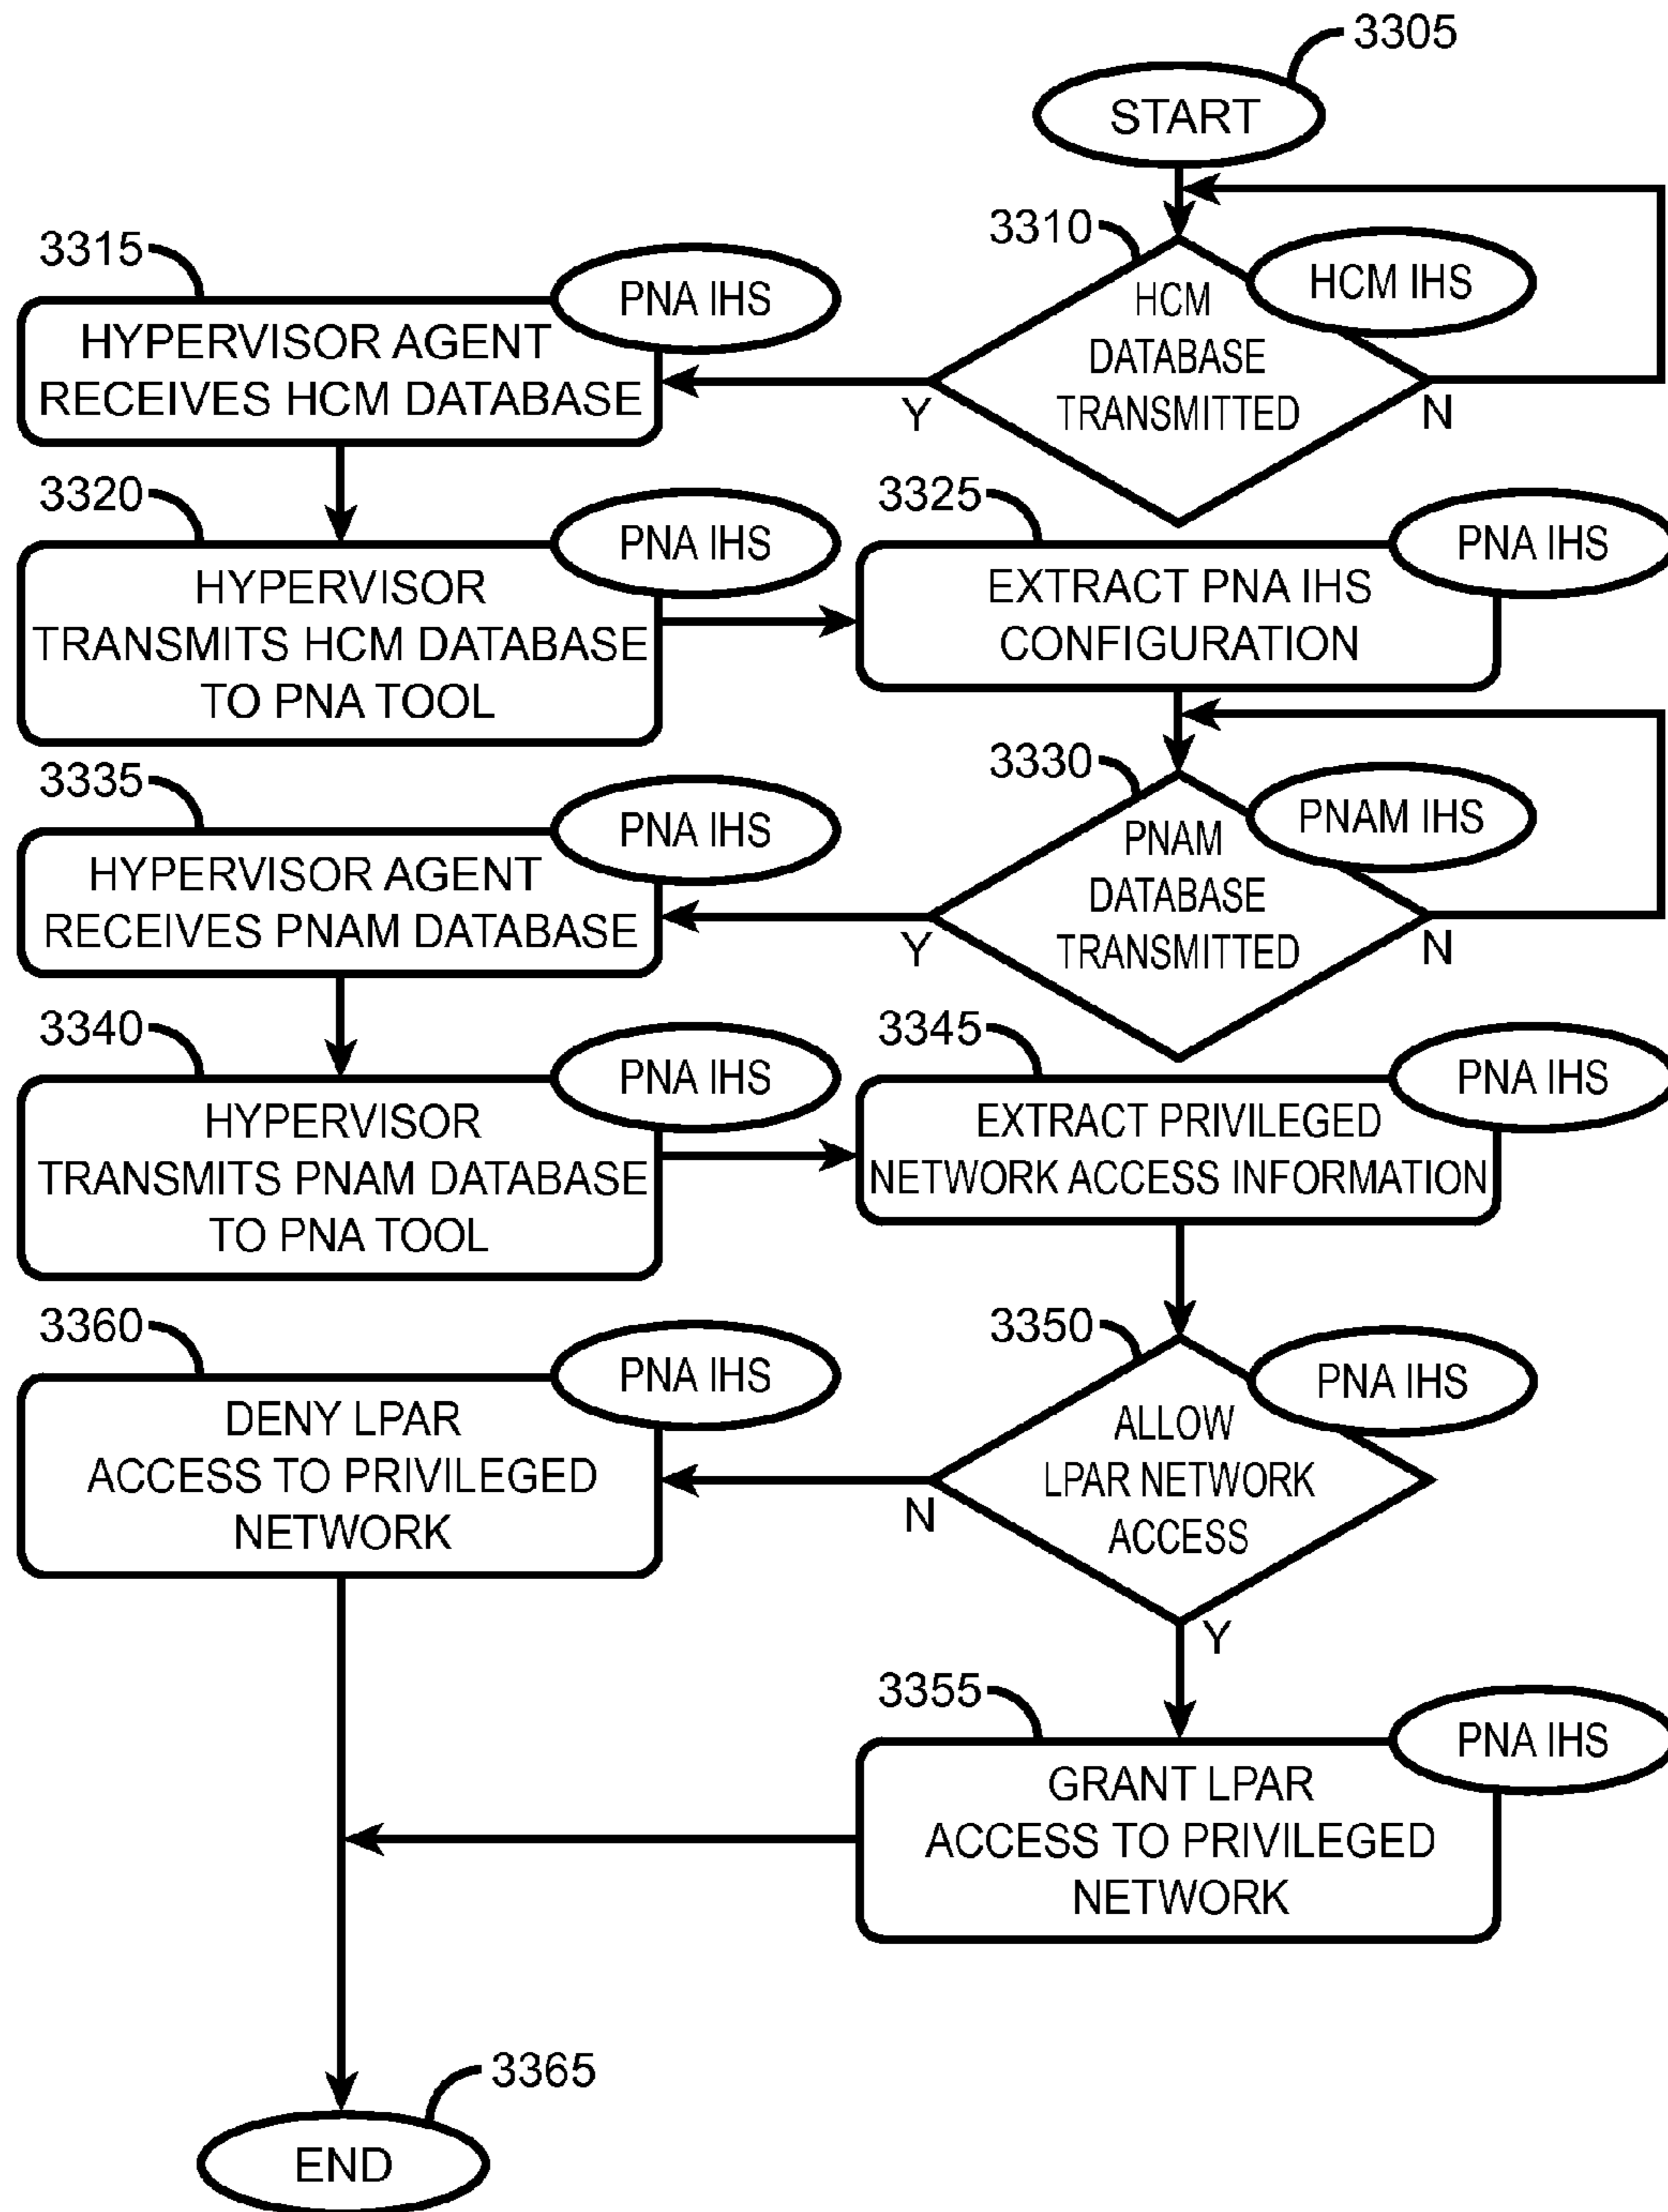 3305
START
3310
HCM IHS
HCM
DATABASE
TRANSMITTED
Y
N
3315
PNA IHS
HYPERVISOR AGENT
RECEIVES HCM DATABASE
3320
PNA IHS
HYPERVISOR
TRANSMITS HCM DATABASE
TO PNA TOOL
3325
PNA IHS
EXTRACT PNA IHS
CONFIGURATION
3330
PNAM IHS
PNAM
DATABASE
TRANSMITTED
Y
N
3335
PNA IHS
HYPERVISOR AGENT
RECEIVES PNAM DATABASE
3340
PNA IHS
HYPERVISOR
TRANSMITS PNAM DATABASE
TO PNA TOOL
3345
PNA IHS
EXTRACT PRIVILEGED
NETWORK ACCESS INFORMATION
3350
PNA IHS
ALLOW
LPAR NETWORK
ACCESS
N
Y
3360
PNA IHS
DENY LPAR
ACCESS TO PRIVILEGED
NETWORK
3355
PNA IHS
GRANT LPAR
ACCESS TO PRIVILEGED
NETWORK
3365
END